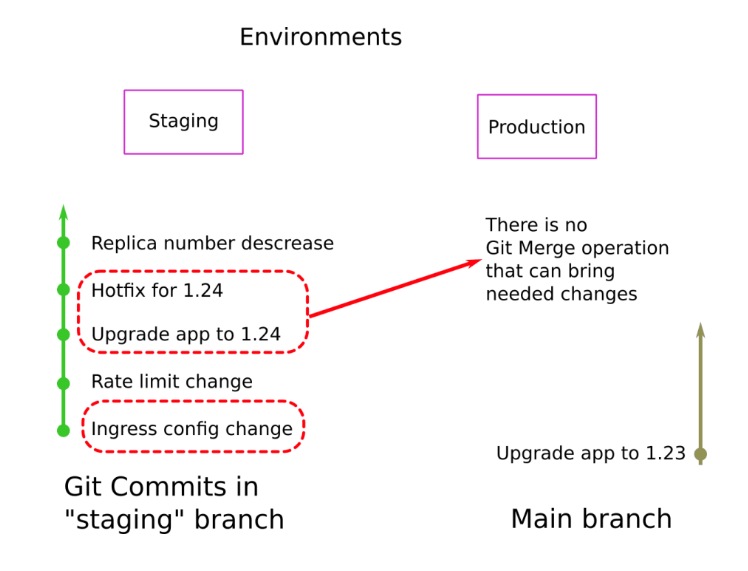 Environments
Staging
Production
Replica number descrease
Hotfix for 1.24
Upgrade app to 1.24
Rate limit change
Ingress config change
Git Commits in
"staging" branch
There is no
Git Merge operation
that can bring
needed changes
Upgrade app to 1.23
Main branch